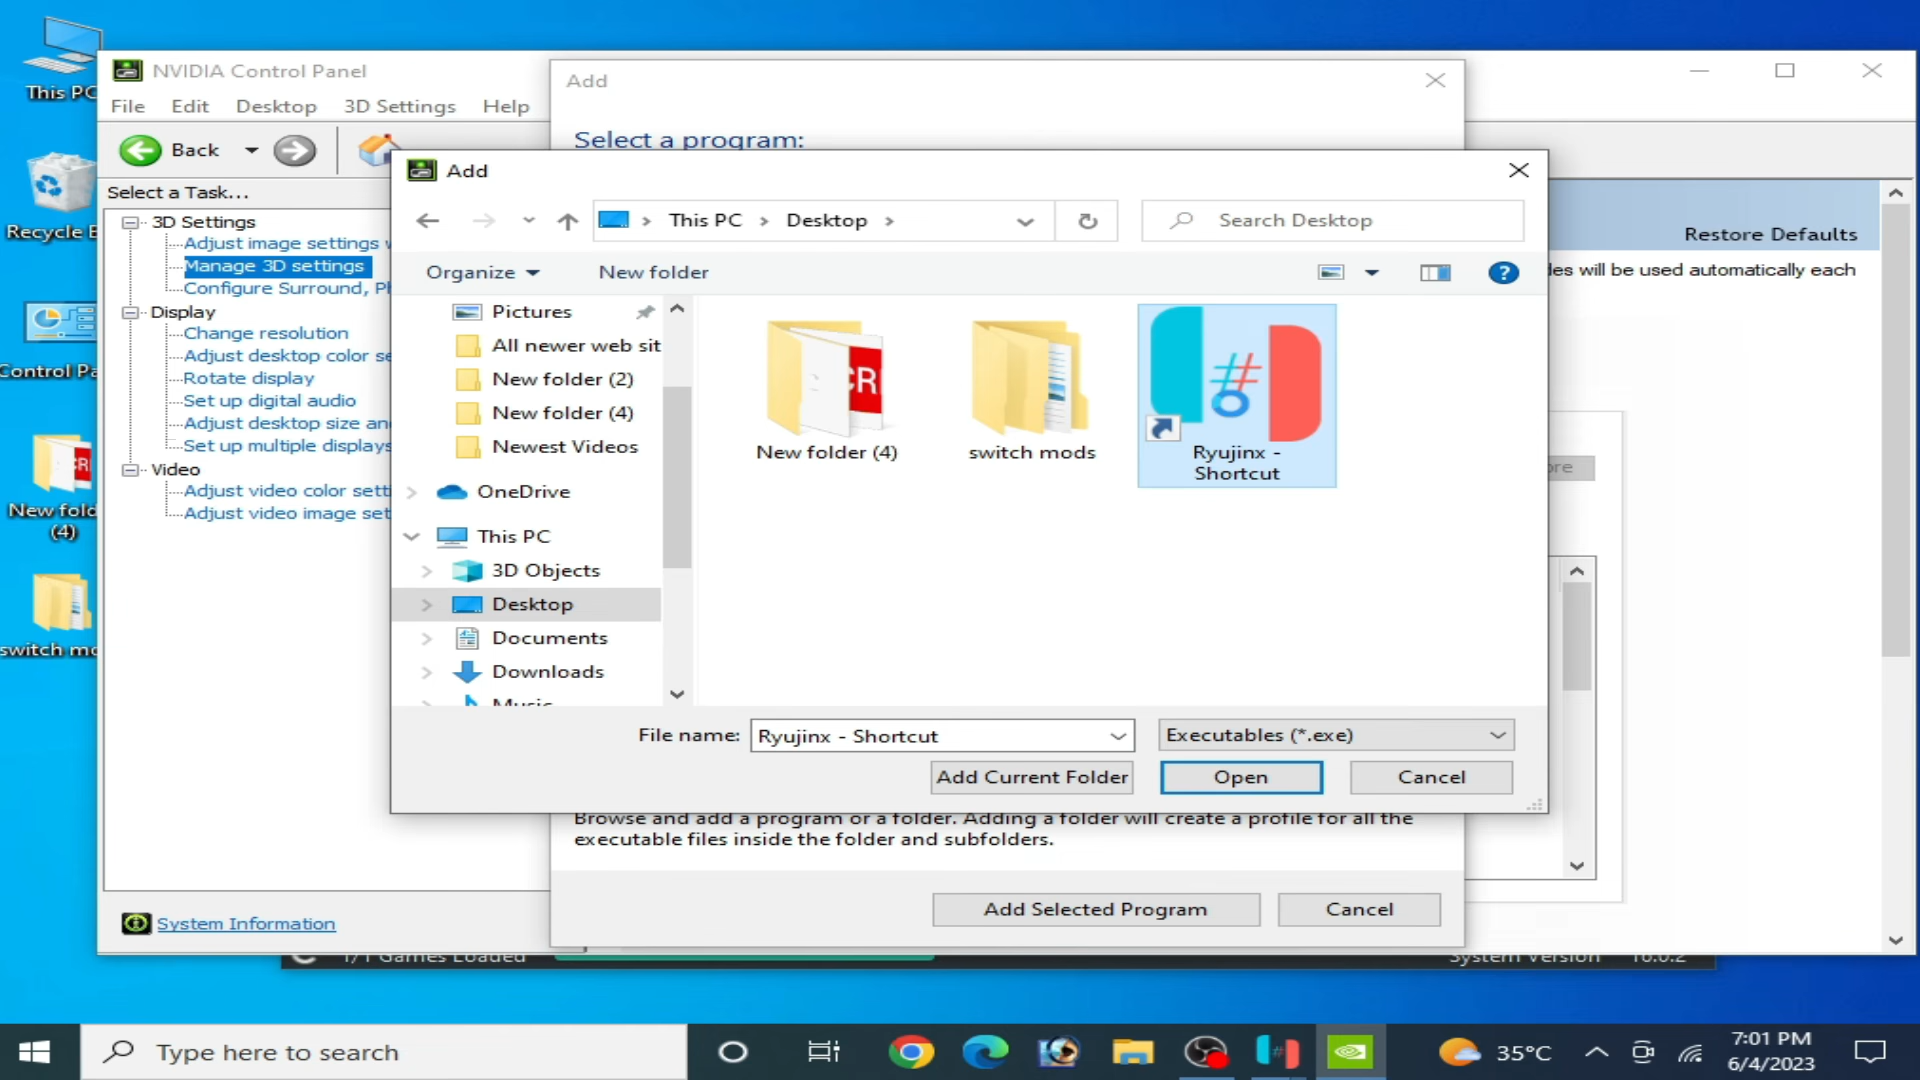 This PC
Recycle B
Control Pa
New fold
(4)
switch mo
NVIDIA Control Panel
File Edit Desktop 3D Settings Help
Back
Select a Task...
3D Settings
Adjust image settings w
Manage 3D settings
Configure Surround, Ph
Display
Change resolution
Adjust desktop color se
Rotate display
Set up digital audio
Adjust desktop size an
Set up multiple displays
Video
Adjust video color setti
Adjust video image set
System Information
Add
Select a program:
Add
This PC > Desktop >
Search Desktop
Organize
New folder
Pictures
All newer web sit
New folder (2)
New folder (4)
Newest Videos
OneDrive
This PC
3D Objects
Desktop
Documents
Downloads
Music
CRI
New folder (4)
switch mods
Ryujinx -
Shortcut
File name:
Ryujinx - Shortcut
Executables (*.exe)
Add Current Folder
Open
Cancel
Browse and add a program or a folder. Adding a folder will create a profile for all the
executable files inside the folder and subfolders.
Add Selected Program
Cancel
Restore Defaults
les will be used automatically each
ore
1/1 Games Loaded
System Version 16.0.2
Type here to search
35°C
7:01 PM
6/4/2023